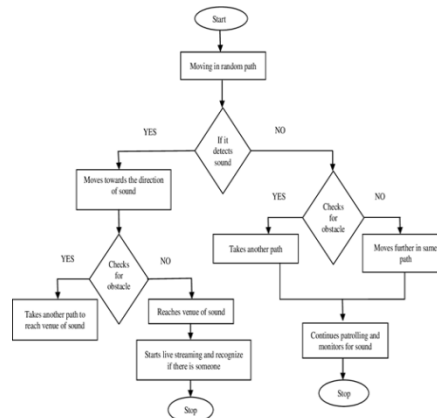 Start
Moving in random path
YES
NO
If it
detects
sound
Moves towards the direction
of sound
YES
NO
Checks
for
obstacle
Takes another path
Moves further in same
path
YES
NO
Checks
for
obstacle
Takes another path to
reach venue of sound
Reaches venue of sound
Starts live streaming and recognize
if there is someone
Stop
Continues patrolling and
monitors for sound
Stop